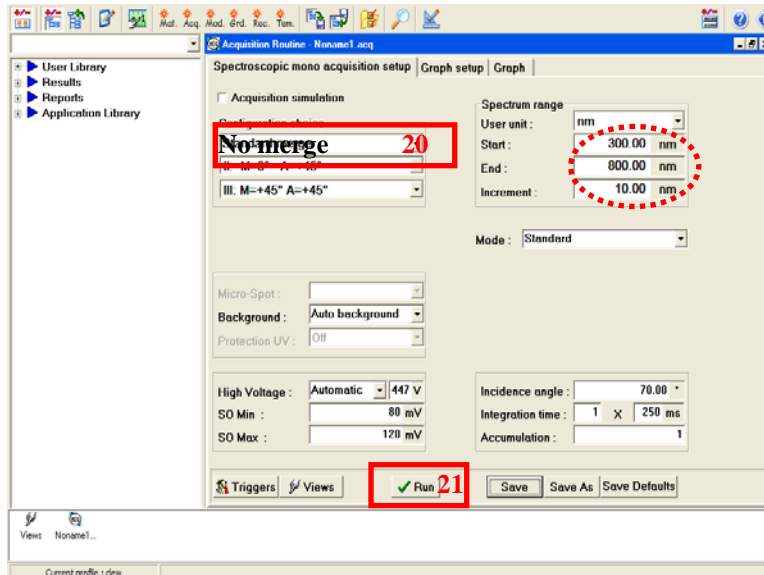 Mat. Acq. Mod. Grd. Rec. Tem.
Acquisition Routine - Noname1.acq
User Library
Results
Reports
Application Library
Spectroscopic mono acquisition setup
Graph setup
Graph
Acquisition simulation
No merge 20
III: M=+45° A=+45°
Spectrum range
User unit : nm
Start : 300.00 nm
End : 800.00 nm
Increment : 10.00 nm
Mode : Standard
Micro-Spot :
Background : Auto background
Protection UV : Off
High Voltage : Automatic 447 V
SO Min : 80 mV
SO Max : 120 mV
Incidence angle : 70.00 °
Integration time : 1 X 250 ms
Accumulation : 1
Triggers
Views
Run 21
Save
Save As
Save Defaults
Views
Noname1...
Current profile : dew